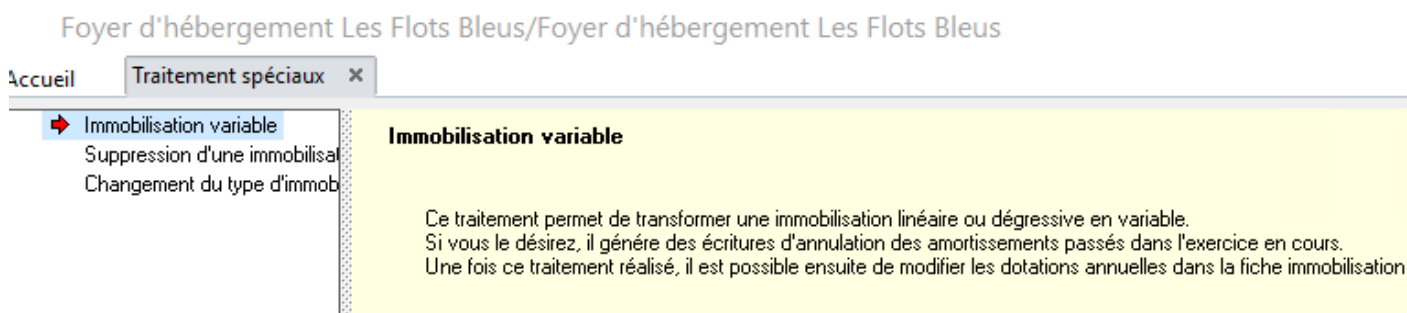 Foyer d'hébergement Les Flots Bleus/Foyer d'hébergement Les Flots Bleus
Accueil
Traitement spéciaux ×
Immobilisation variable
Suppression d'une immobilisat
Changement du type d'immob
Immobilisation variable
Ce traitement permet de transformer une immobilisation linéaire ou dégressive en variable.
Si vous le désirez, il génére des écritures d'annulation des amortissements passés dans l'exercice en cours.
Une fois ce traitement réalisé, il est possible ensuite de modifier les dotations annuelles dans la fiche immobilisation